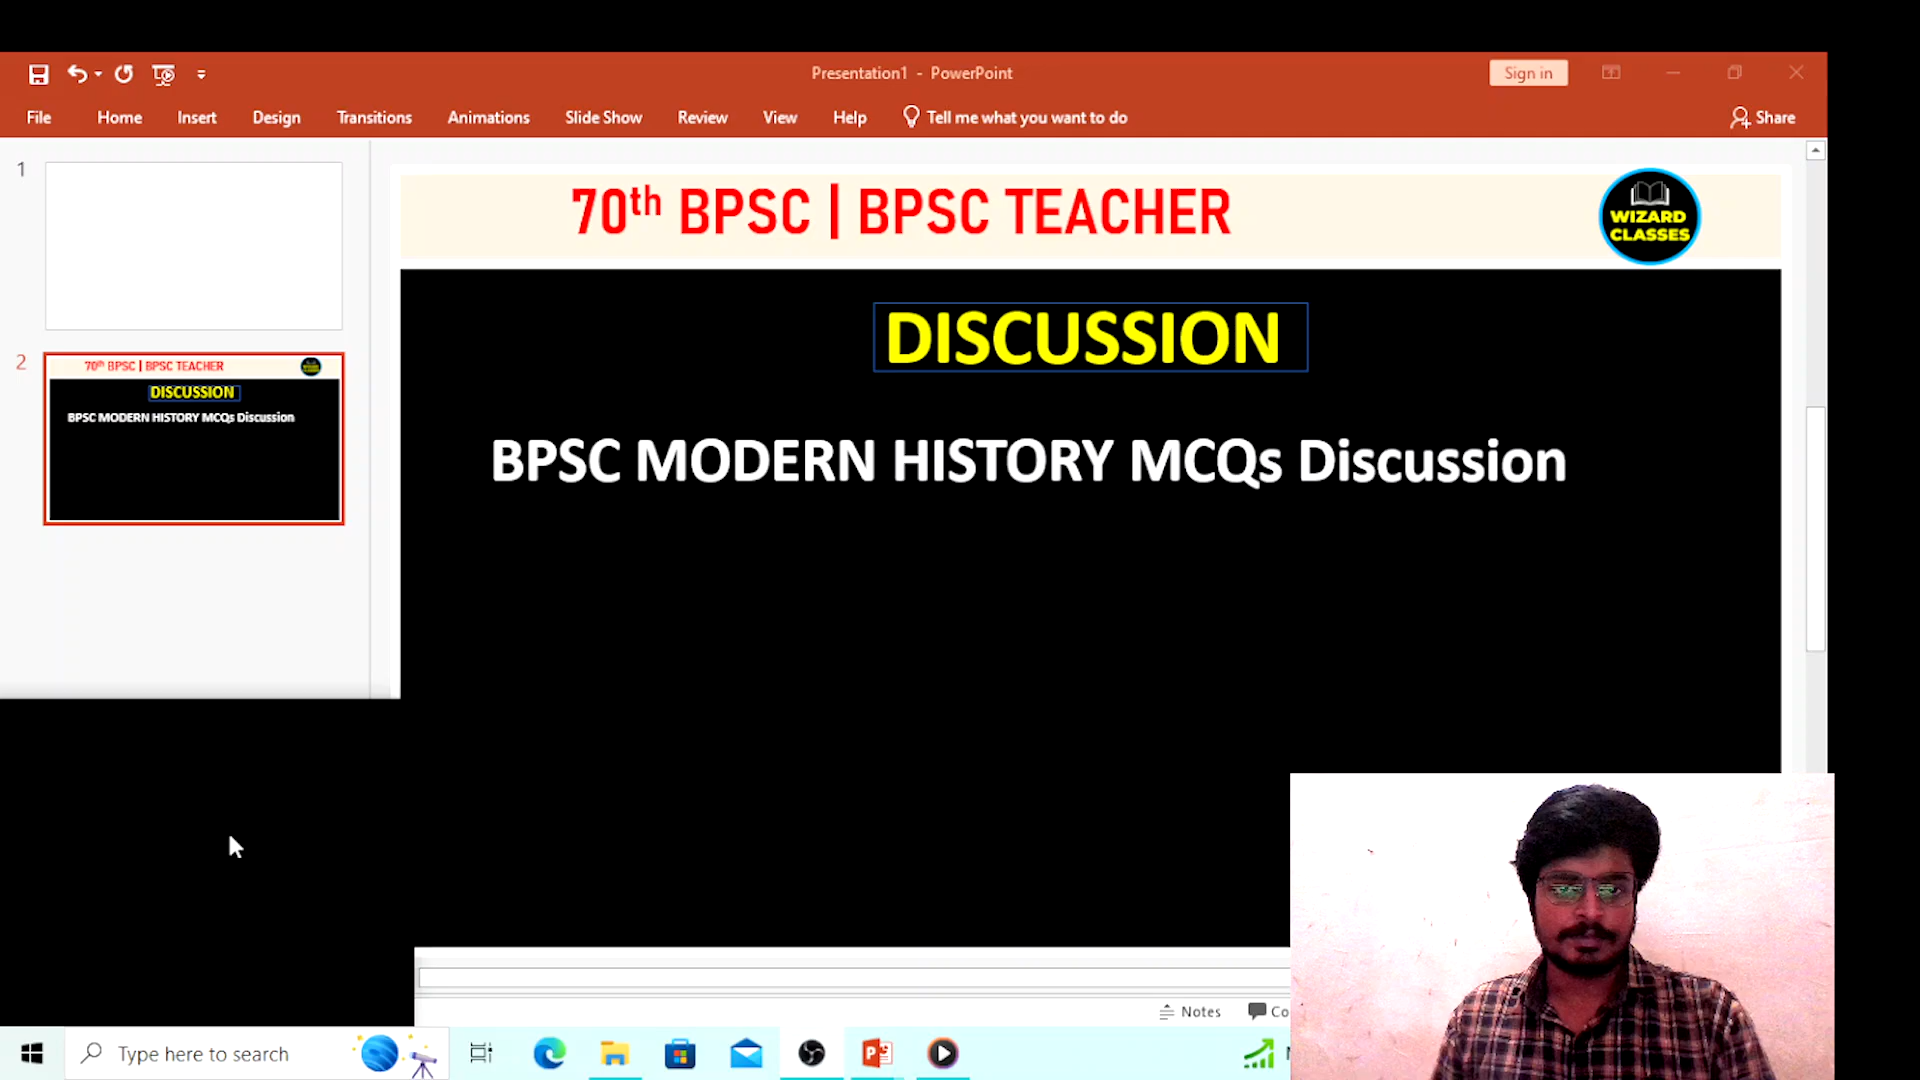 Presentation1 - PowerPoint
Sign in
File Home Insert Design Transitions Animations Slide Show Review View Help Tell me what you want to do Share
1
70th BPSC | BPSC TEACHER
WIZARD
CLASSES
DISCUSSION
BPSC MODERN HISTORY MCQs Discussion
2
70th BPSC | BPSC TEACHER
DISCUSSION
BPSC MODERN HISTORY MCQs Discussion
Notes Co
Type here to search